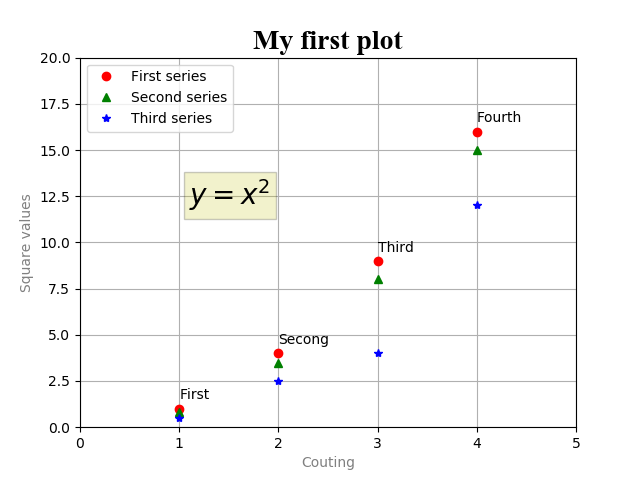 My first plot
20.0
17.5
15.0
12.5
10.0
7.5
5.0
2.5
0.0
Square values
First series
Second series
Third series
y = x²
First
Secong
Third
Fourth
0 1 2 3 4 5
Couting